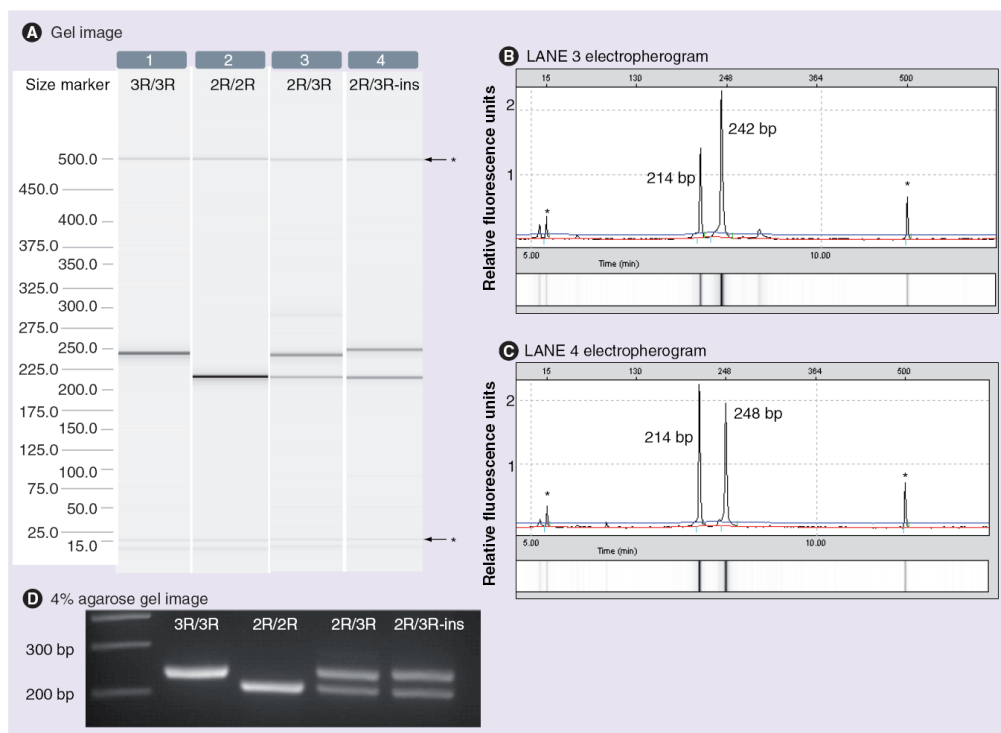 A Gel image
1 2 3 4
Size marker 3R/3R 2R/2R 2R/3R 2R/3R-ins
500.0 *
450.0
400.0
375.0
350.0
325.0
300.0
275.0
250.0
225.0
200.0
175.0
150.0
125.0
100.0
75.0
50.0
25.0
15.0 *
B LANE 3 electropherogram
Relative fluorescence units
15 130 248 364 500
2
1
242 bp
214 bp
* *
5.00 10.00
Time (min)
C LANE 4 electropherogram
Relative fluorescence units
15 130 248 364 500
2
1
248 bp
214 bp
* *
5.00 10.00
Time (min)
D 4% agarose gel image
3R/3R 2R/2R 2R/3R 2R/3R-ins
300 bp
200 bp